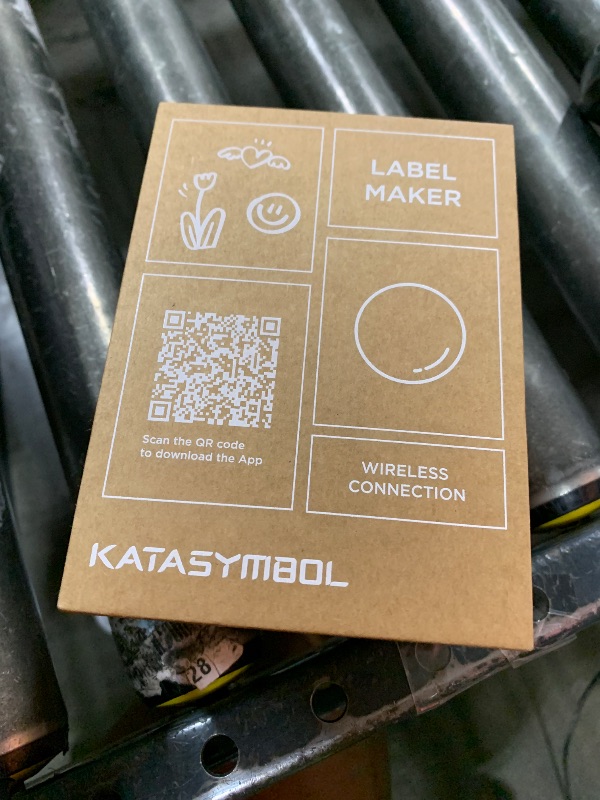 LABEL
MAKER
Scan the QR code
to download the App
WIRELESS
CONNECTION
KATASYMBOL
28